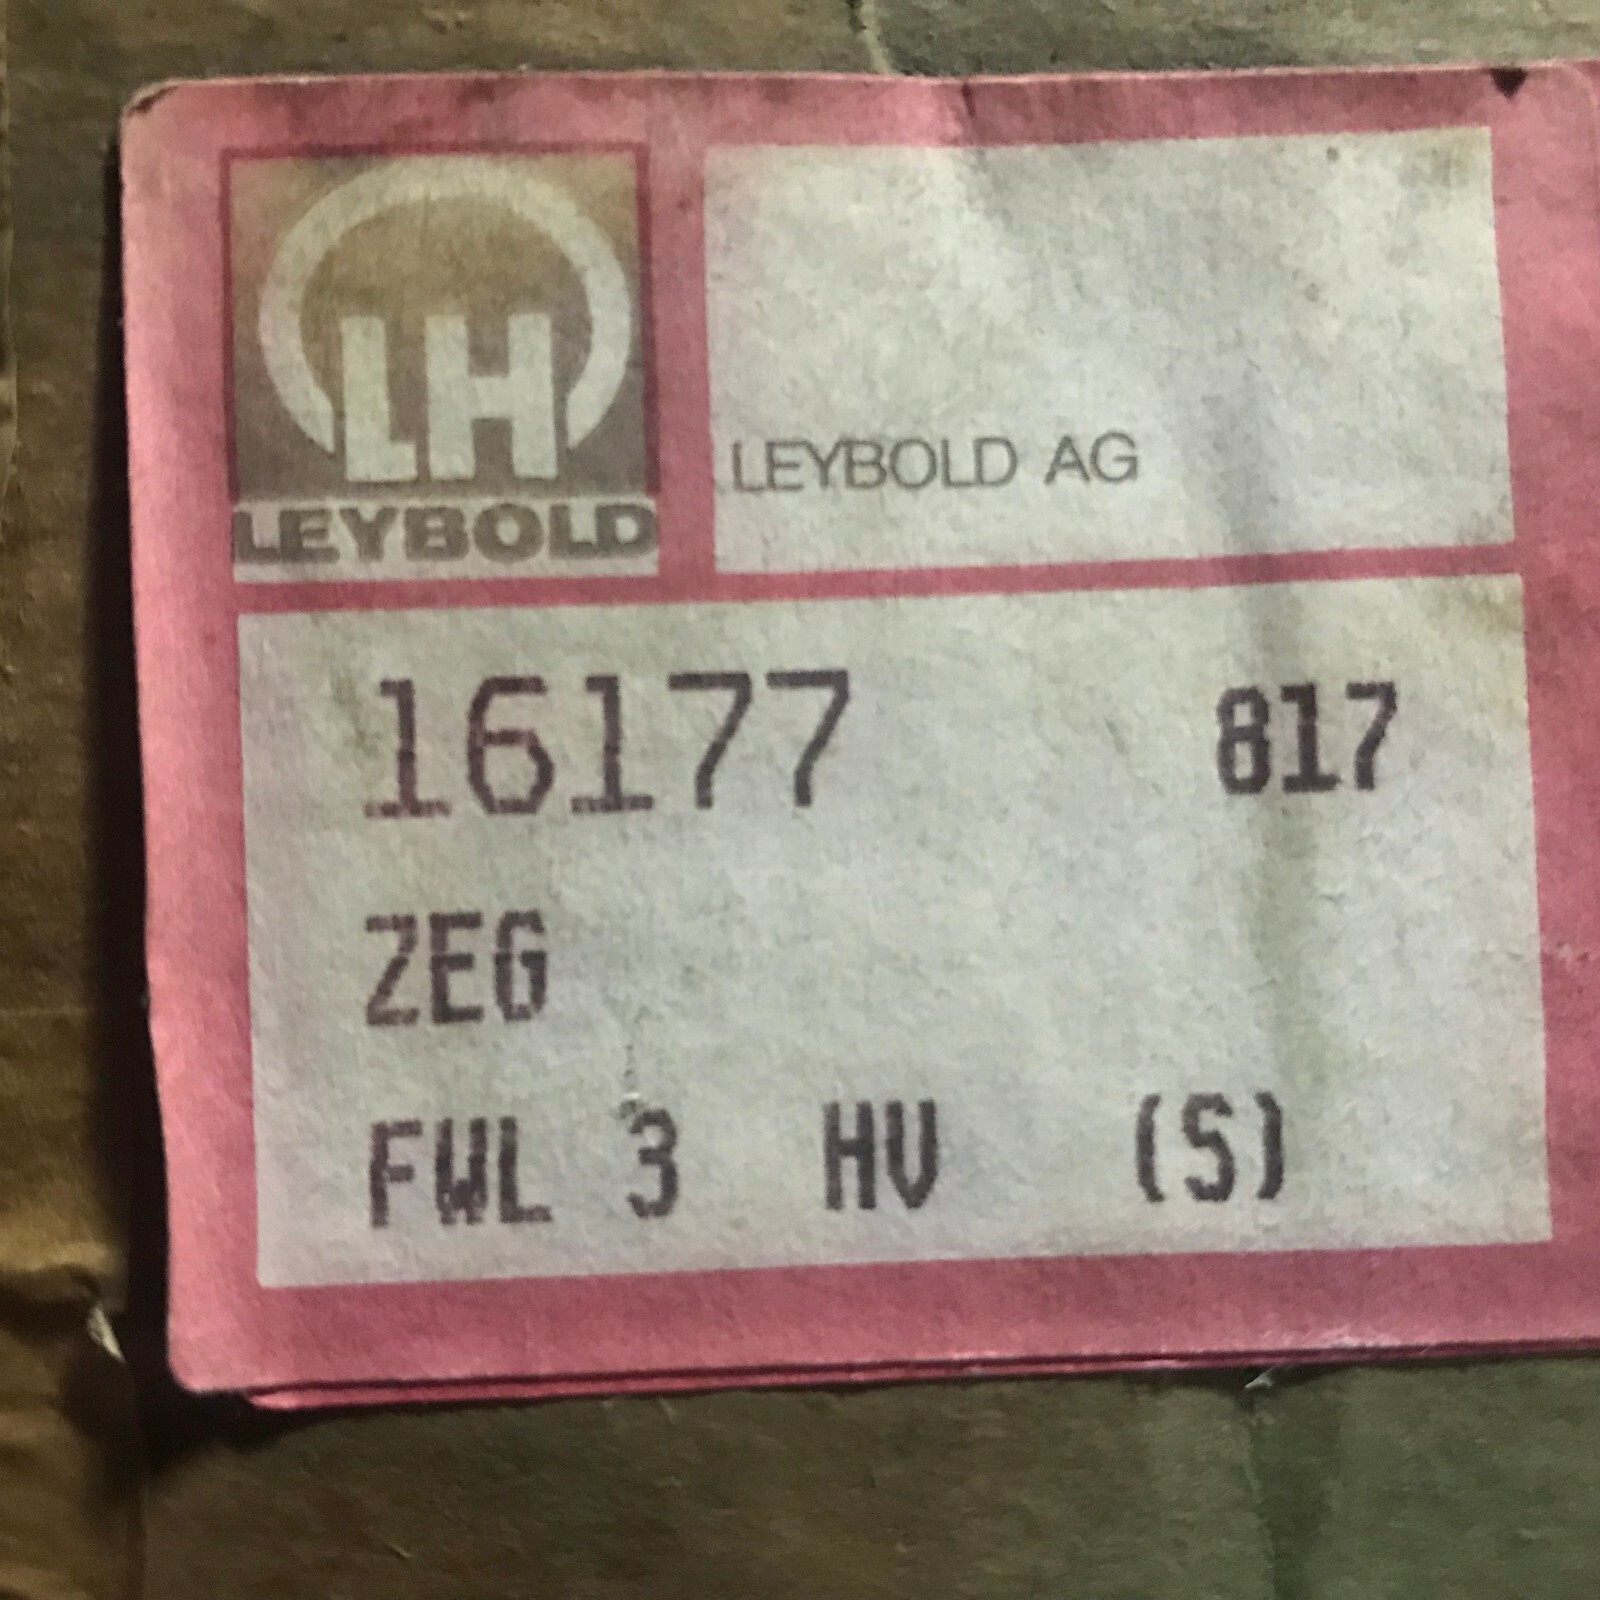 LH
LEYBOLD
LEYBOLD AG
16177 817
ZEG
FWL 3 HV (S)